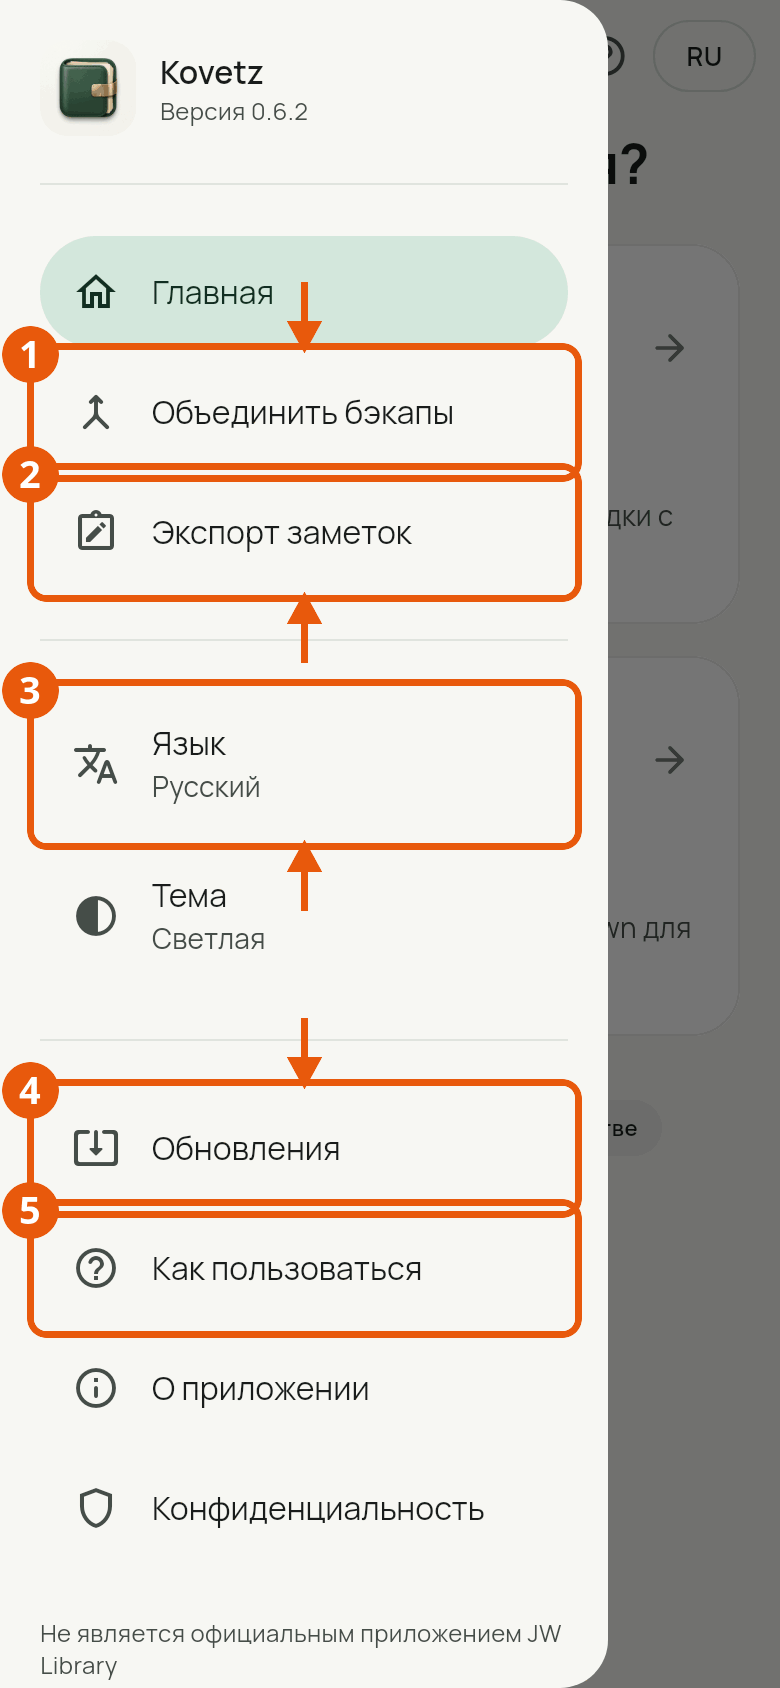 Kovetz
Версия 0.6.2
RU
?
Главная
1
Объединить бэкапы
2
Экспорт заметок
3
Язык
Русский
Тема
Светлая
4
Обновления
5
Как пользоваться
О приложении
Конфиденциальность
Не является официальным приложением JW
Library
с
для